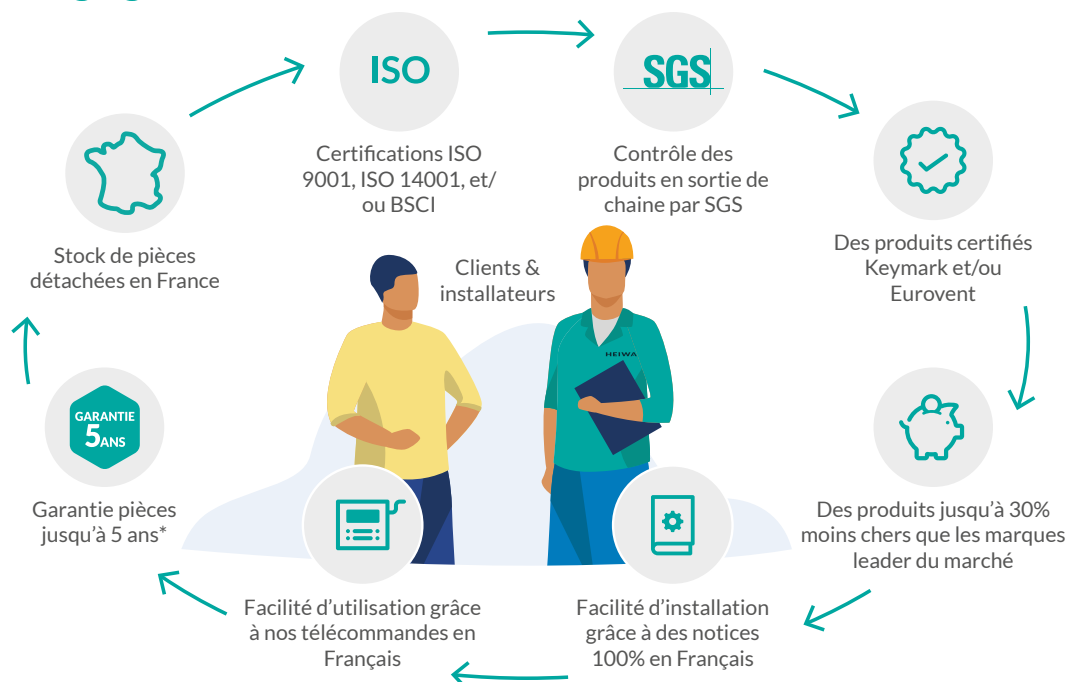 ISO
Certifications ISO
9001, ISO 14001, et/
ou BSCI
SGS
Contrôle des
produits en sortie de
chaine par SGS
Des produits certifiés
Keymark et/ou
Eurovent
Des produits jusqu’à 30%
moins chers que les marques
leader du marché
Facilité d’installation
grâce à des notices
100% en Français
Facilité d’utilisation grâce
à nos télécommandes en
Français
GARANTIE
5ANS
Garantie pièces
jusqu’à 5 ans*
Stock de pièces
détachées en France
Clients &
installateurs
HEIWA